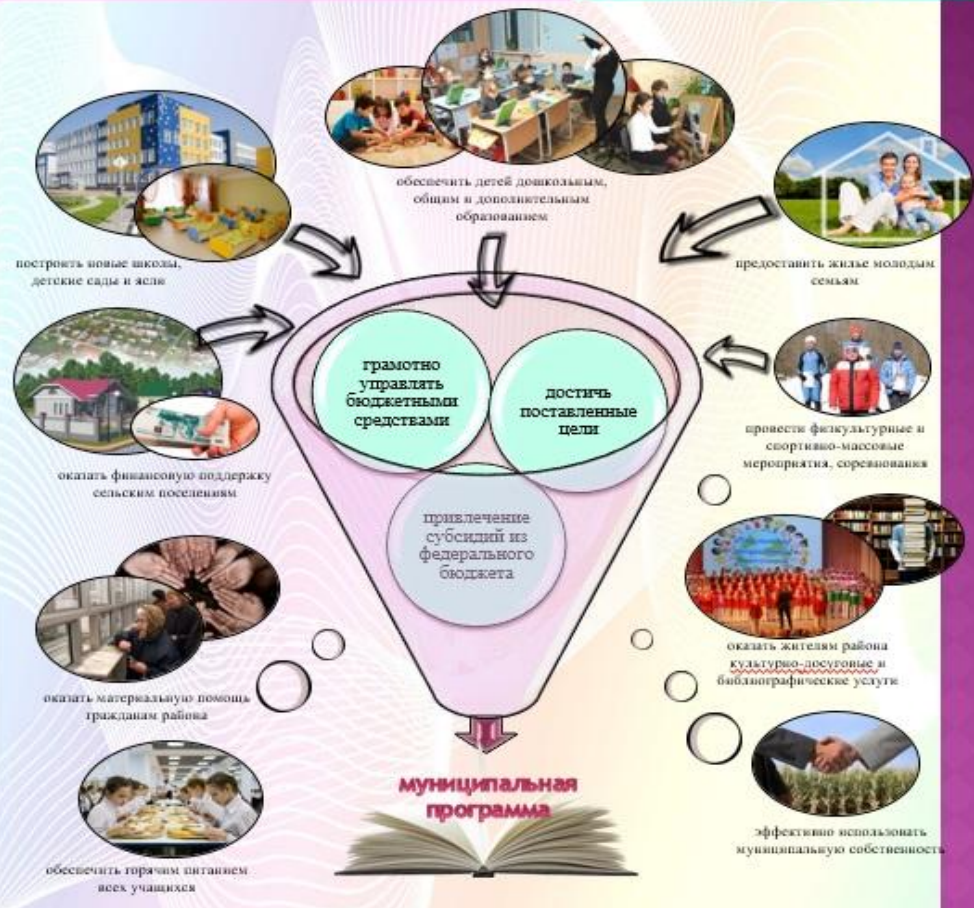 обеспечить детей дошкольным,
общим и дополнительным
образованием
построить новые школы,
детские сады и ясли
предоставить жилье молодым
семьям
грамотно
управлять
бюджетными
средствами
достичь
поставленные
цели
провести физкультурные и
спортивно-массовые
мероприятия, соревнования
оказать финансовую поддержку
сельским поселениям
привлечение
субсидий из
федерального
бюджета
оказать жителям района
культурно-досуговые и
библиографические услуги
оказать материальную помощь
гражданам района
муниципальная
программа
эффективно использовать
муниципальную собственность
обеспечить горячим питанием
всех учащихся